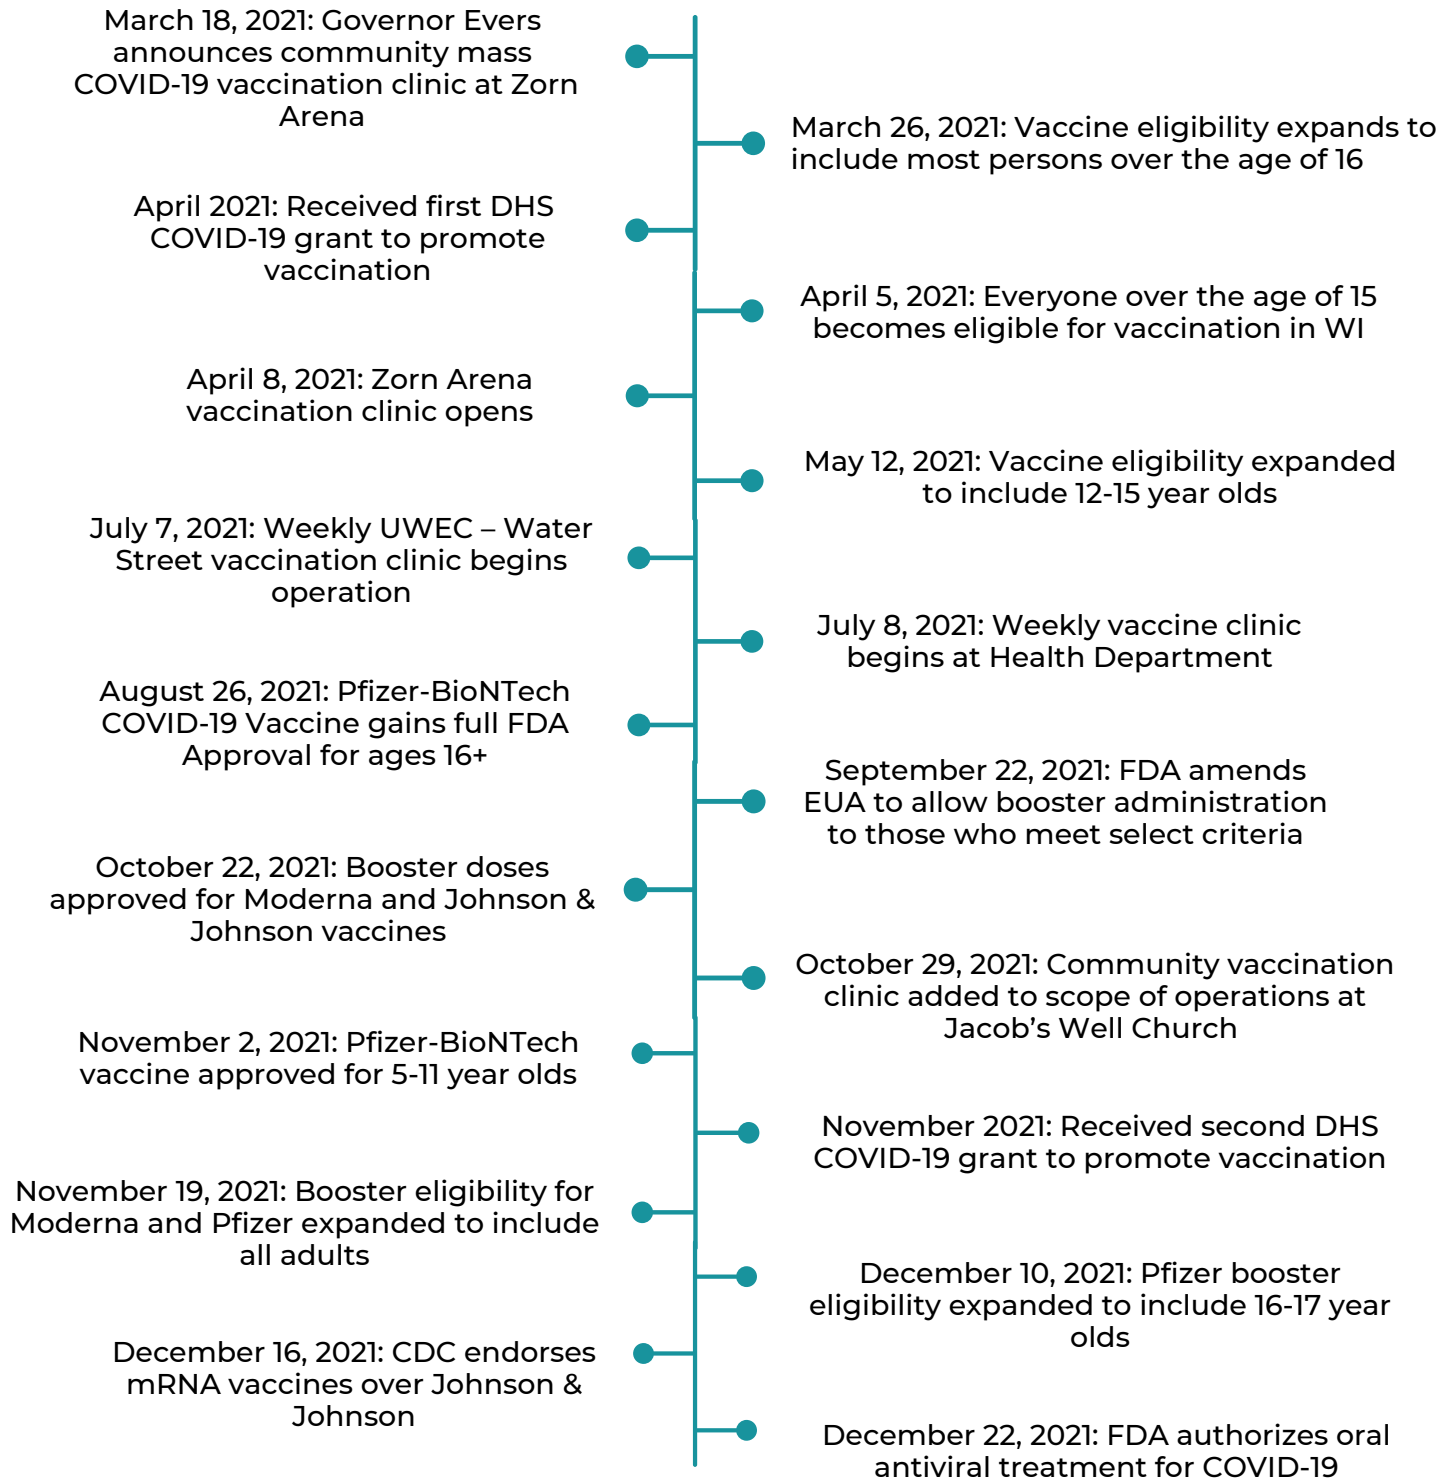 March 18, 2021: Governor Evers
announces community mass
COVID-19 vaccination clinic at Zorn
Arena
March 26, 2021: Vaccine eligibility expands to
include most persons over the age of 16
April 2021: Received first DHS
COVID-19 grant to promote
vaccination
April 5, 2021: Everyone over the age of 15
becomes eligible for vaccination in WI
April 8, 2021: Zorn Arena
vaccination clinic opens
May 12, 2021: Vaccine eligibility expanded
to include 12-15 year olds
July 7, 2021: Weekly UWEC – Water
Street vaccination clinic begins
operation
July 8, 2021: Weekly vaccine clinic
begins at Health Department
August 26, 2021: Pfizer-BioNTech
COVID-19 Vaccine gains full FDA
Approval for ages 16+
September 22, 2021: FDA amends
EUA to allow booster administration
to those who meet select criteria
October 22, 2021: Booster doses
approved for Moderna and Johnson &
Johnson vaccines
October 29, 2021: Community vaccination
clinic added to scope of operations at
Jacob’s Well Church
November 2, 2021: Pfizer-BioNTech
vaccine approved for 5-11 year olds
November 2021: Received second DHS
COVID-19 grant to promote vaccination
November 19, 2021: Booster eligibility for
Moderna and Pfizer expanded to include
all adults
December 10, 2021: Pfizer booster
eligibility expanded to include 16-17 year
olds
December 16, 2021: CDC endorses
mRNA vaccines over Johnson &
Johnson
December 22, 2021: FDA authorizes oral
antiviral treatment for COVID-19